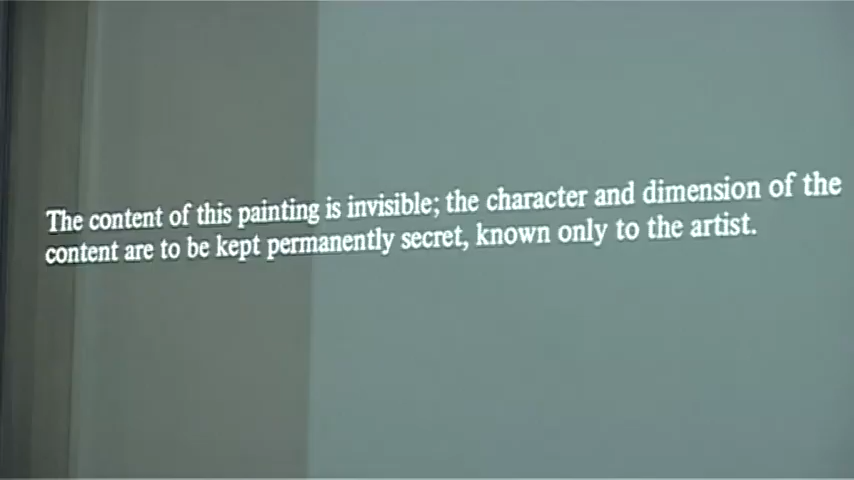 The content of this painting is invisible; the character and dimension of the
content are to be kept permanently secret, known only to the artist.